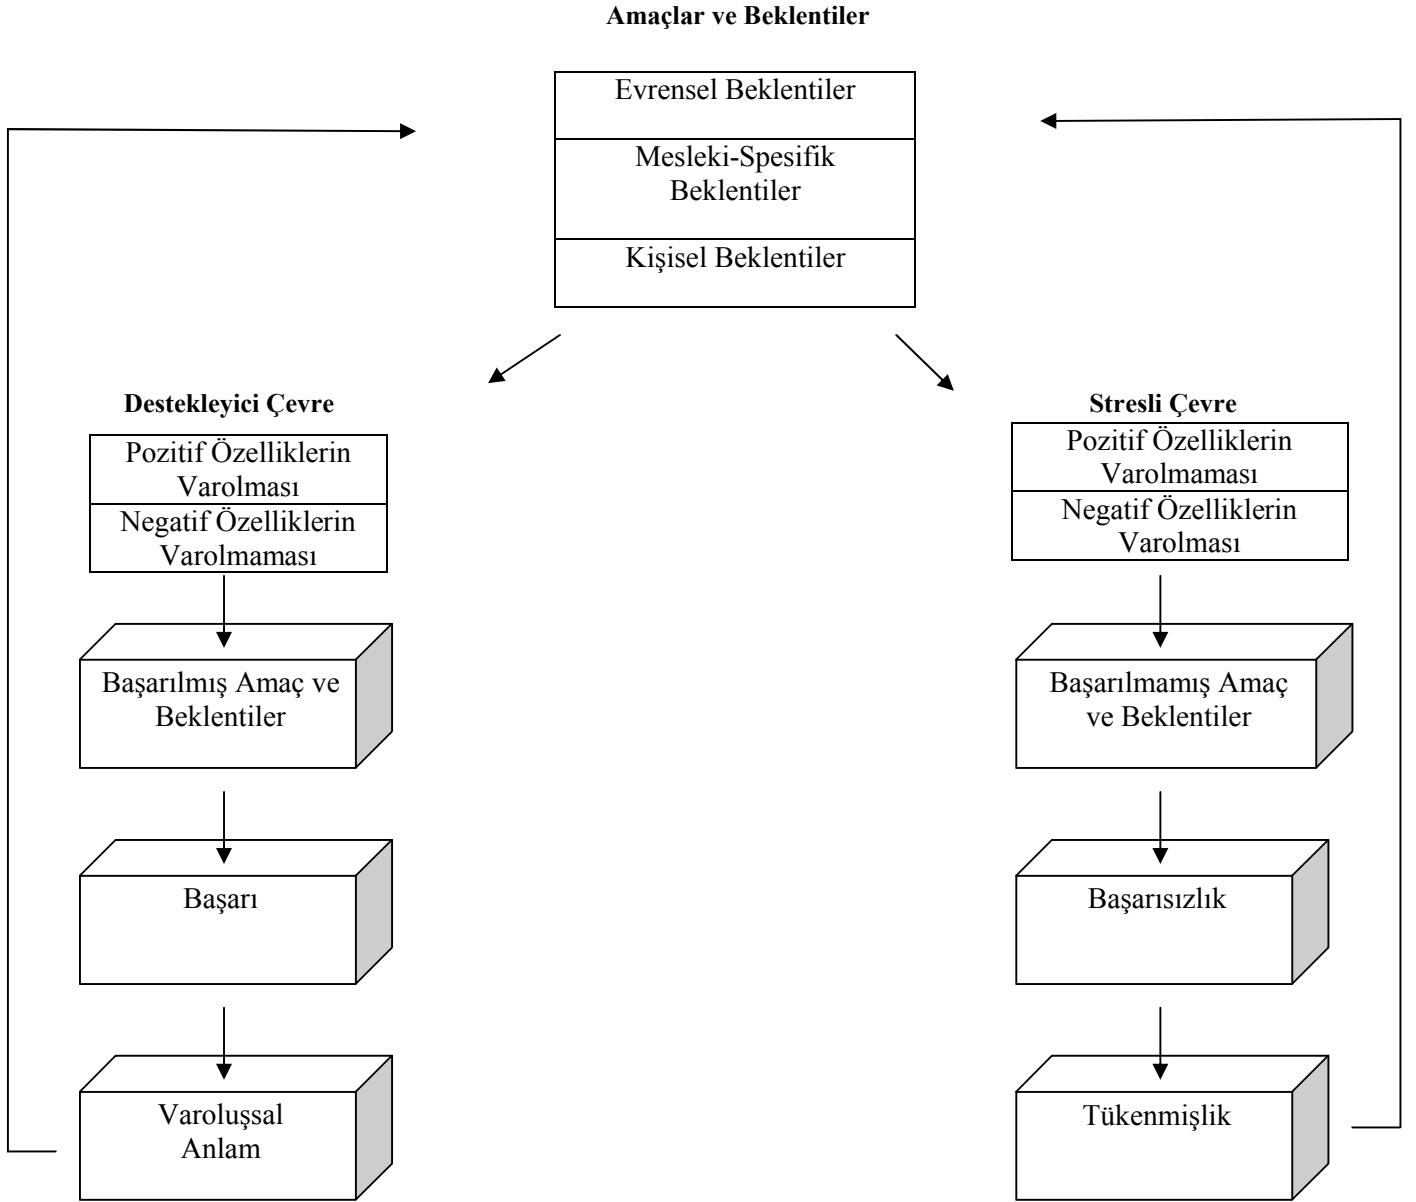 Amaçlar ve Beklentiler
Evrensel Beklentiler
Mesleki-Spesifik
Beklentiler
Kişisel Beklentiler
Destekleyici Çevre
Pozitif Özelliklerin
Varolması
Negatif Özelliklerin
Varolmaması
Başarılmış Amaç ve
Beklentiler
Başarı
Varoluşsal
Anlam
Stresli Çevre
Pozitif Özelliklerin
Varolmaması
Negatif Özelliklerin
Varolması
Başarılmamış Amaç
ve Beklentiler
Başarısızlık
Tükenmişlik